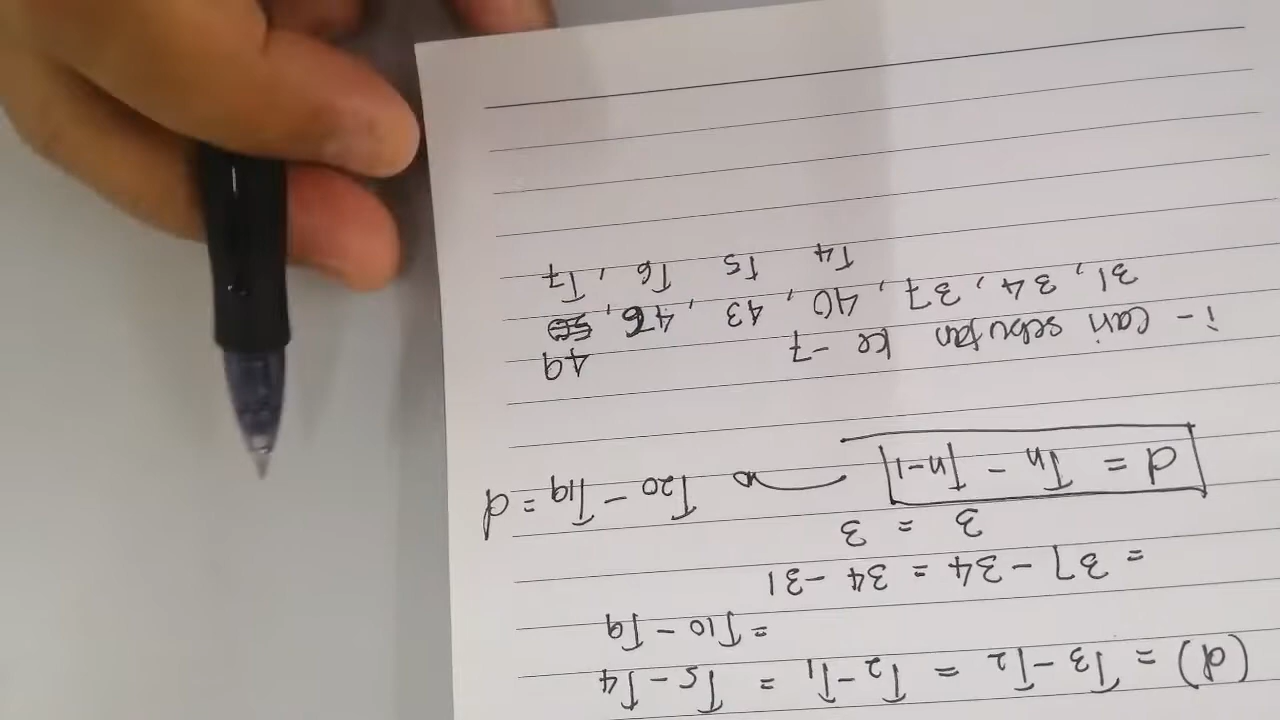 (d) = T3 - T2 = T2 - T1 = T5 - T4
= T10 - T9
= 37 - 34 = 34 - 31
3 = 3
d = Tn - Tn-1 T20 - T19 = d
i - cari sebutan ke -7 49
31, 34, 37, 40, 43, 46,
T4 T5 T6, T7